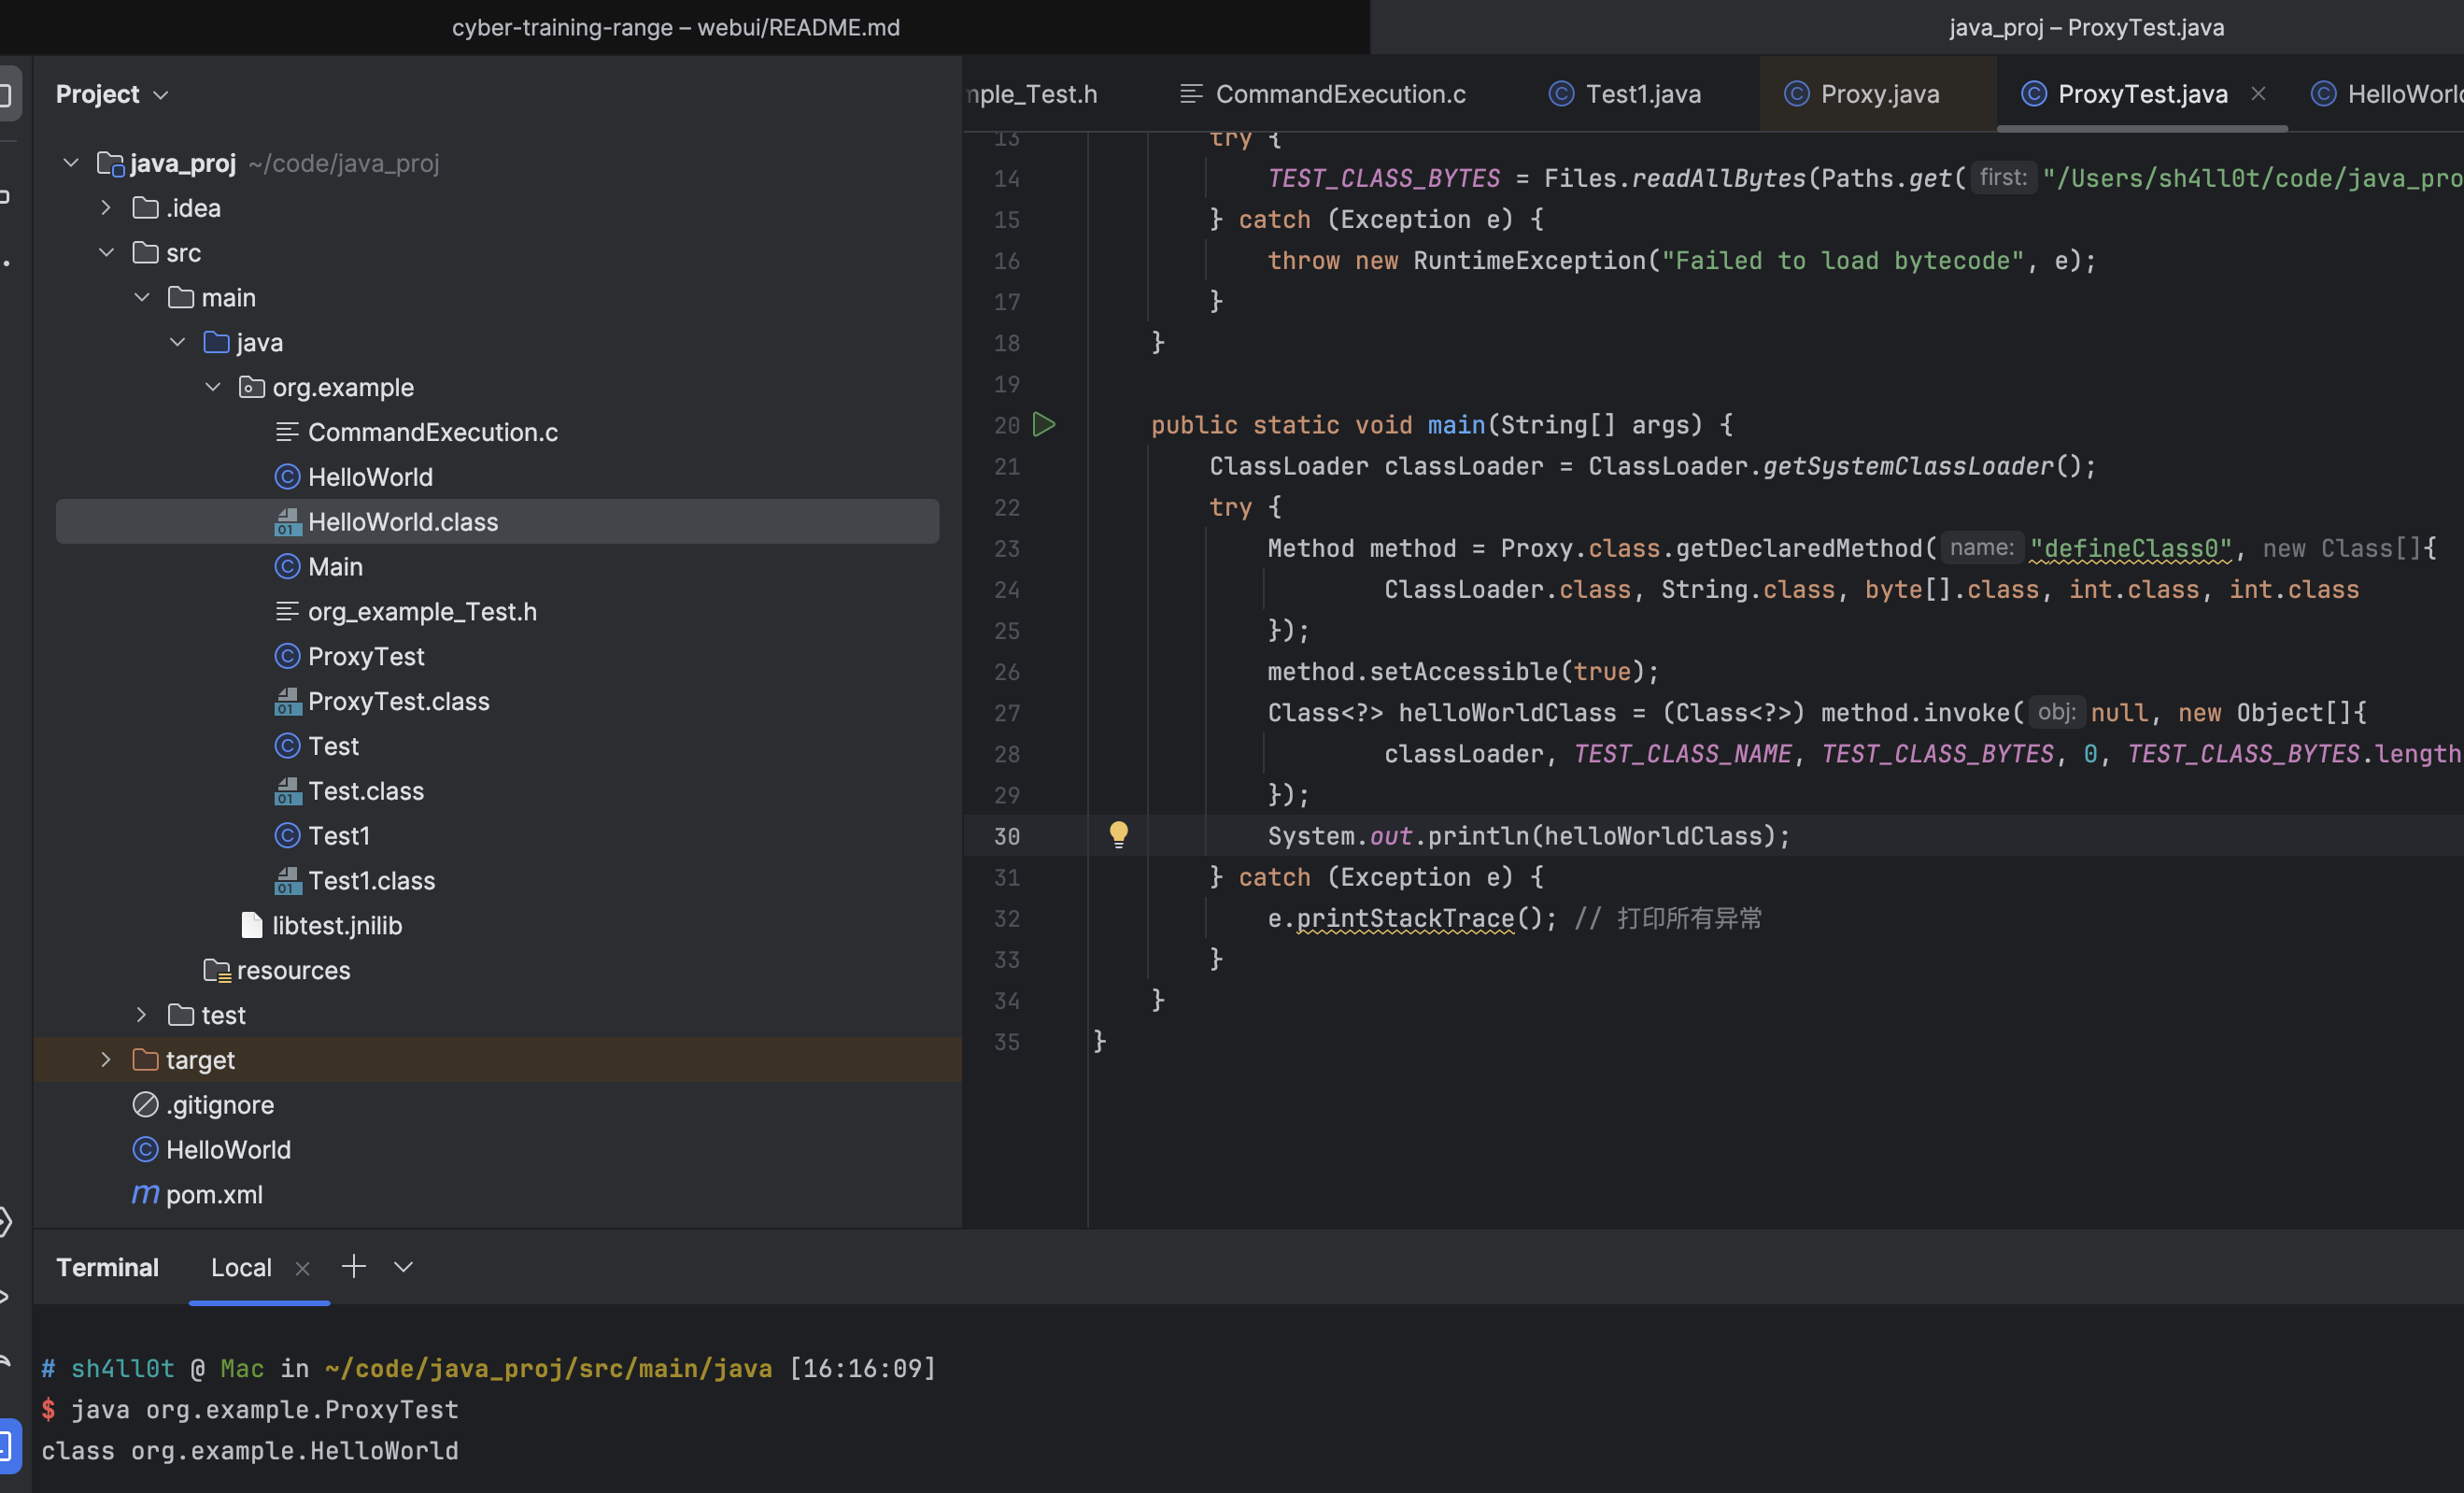 cyber-training-range – webui/README.md
java_proj – ProxyTest.java
Project
java_proj ~/code/java_proj
.idea
src
main
java
org.example
CommandExecution.c
HelloWorld
HelloWorld.class
Main
org_example_Test.h
ProxyTest
ProxyTest.class
Test
Test.class
Test1
Test1.class
libtest.jnilib
resources
test
target
.gitignore
HelloWorld
pom.xml
mple_Test.h CommandExecution.c Test1.java Proxy.java ProxyTest.java HelloWorl
13 try {
14 TEST_CLASS_BYTES = Files.readAllBytes(Paths.get( first: "/Users/sh4ll0t/code/java_pro
15 } catch (Exception e) {
16 throw new RuntimeException("Failed to load bytecode", e);
17 }
18 }
19
20 public static void main(String[] args) {
21 ClassLoader classLoader = ClassLoader.getSystemClassLoader();
22 try {
23 Method method = Proxy.class.getDeclaredMethod( name: "defineClass0", new Class[]{
24 ClassLoader.class, String.class, byte[].class, int.class, int.class
25 });
26 method.setAccessible(true);
27 Class<?> helloWorldClass = (Class<?>) method.invoke( obj: null, new Object[]{
28 classLoader, TEST_CLASS_NAME, TEST_CLASS_BYTES, 0, TEST_CLASS_BYTES.length
29 });
30 System.out.println(helloWorldClass);
31 } catch (Exception e) {
32 e.printStackTrace(); // 打印所有异常
33 }
34 }
35 }
Terminal Local
# sh4ll0t @ Mac in ~/code/java_proj/src/main/java [16:16:09]
$ java org.example.ProxyTest
class org.example.HelloWorld